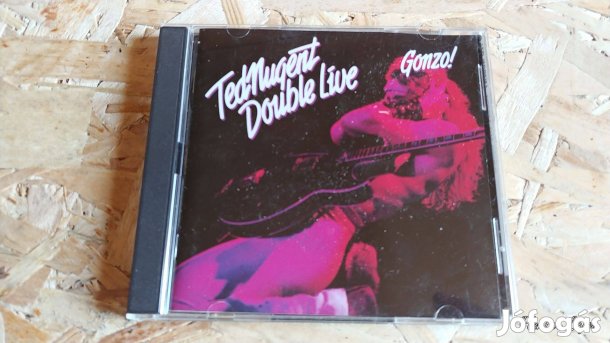 Ted Nugent
Double Live
Gonzo!
Jófogás